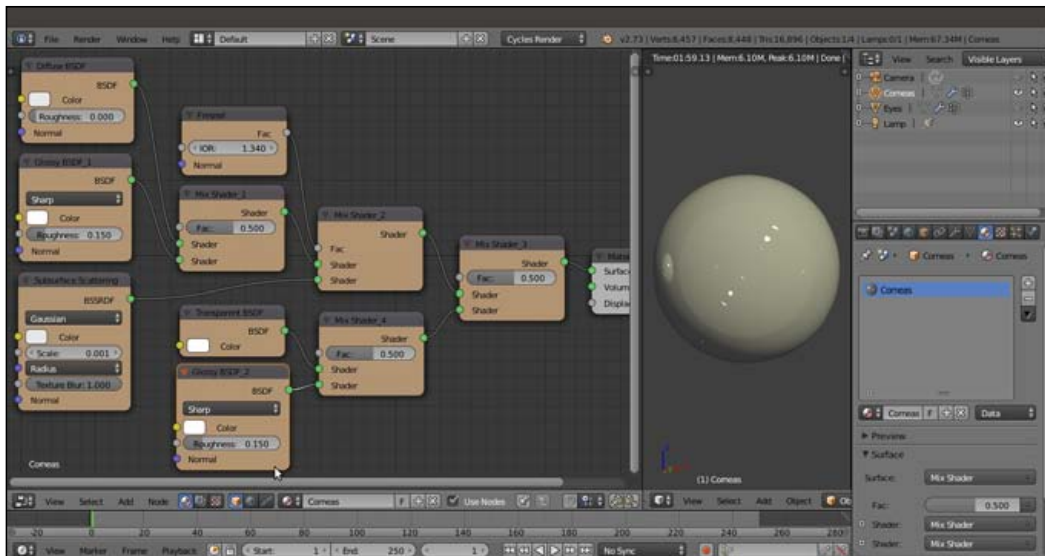 File Render Window Help Default Scene Cycles Render v2.73 | Verts:6,457 | Faces:8,448 | Tris:16,896 | Objects:1/4 | Lamps:0/1 | Mem:67.34M | Corneas
Diffuse BSDF
BSDF
Color
Roughness: 0.000
Normal
Glossy BSDF_1
BSDF
Sharp
Color
Roughness: 0.150
Normal
Subsurface Scattering
BSSRDF
Gaussian
Color
Scale: 0.001
Radius
Texture Blur: 1.000
Normal
Fresnel
Fac
IOR: 1.340
Normal
Mix Shader_1
Shader
Fac: 0.500
Shader
Shader
Transparent BSDF
BSDF
Color
Glossy BSDF_2
BSDF
Sharp
Color
Roughness: 0.150
Normal
Mix Shader_2
Shader
Fac
Shader
Shader
Mix Shader_4
Shader
Fac: 0.500
Shader
Shader
Mix Shader_3
Shader
Fac: 0.500
Shader
Shader
Mate
Surface
Volum
Displac
Corneas
Time:01:59.13 | Mem:6.10M, Peak:6.10M | Done |
(1) Corneas
View Search Visible Layers
Camera
Corneas
Eyes
Lamp
Corneas Corneas
Corneas
Corneas F Data
Preview
Surface
Surface: Mix Shader
Fac: 0.500
Shader: Mix Shader
Shader: Mix Shader
View Select Add Node Corneas F Use Nodes
View Select Add Object Ob
-20 0 20 40 60 80 100 120 140 160 180 200 220 240 260 280
View Marker Frame Playback Start: 1 End: 250 1 No Sync